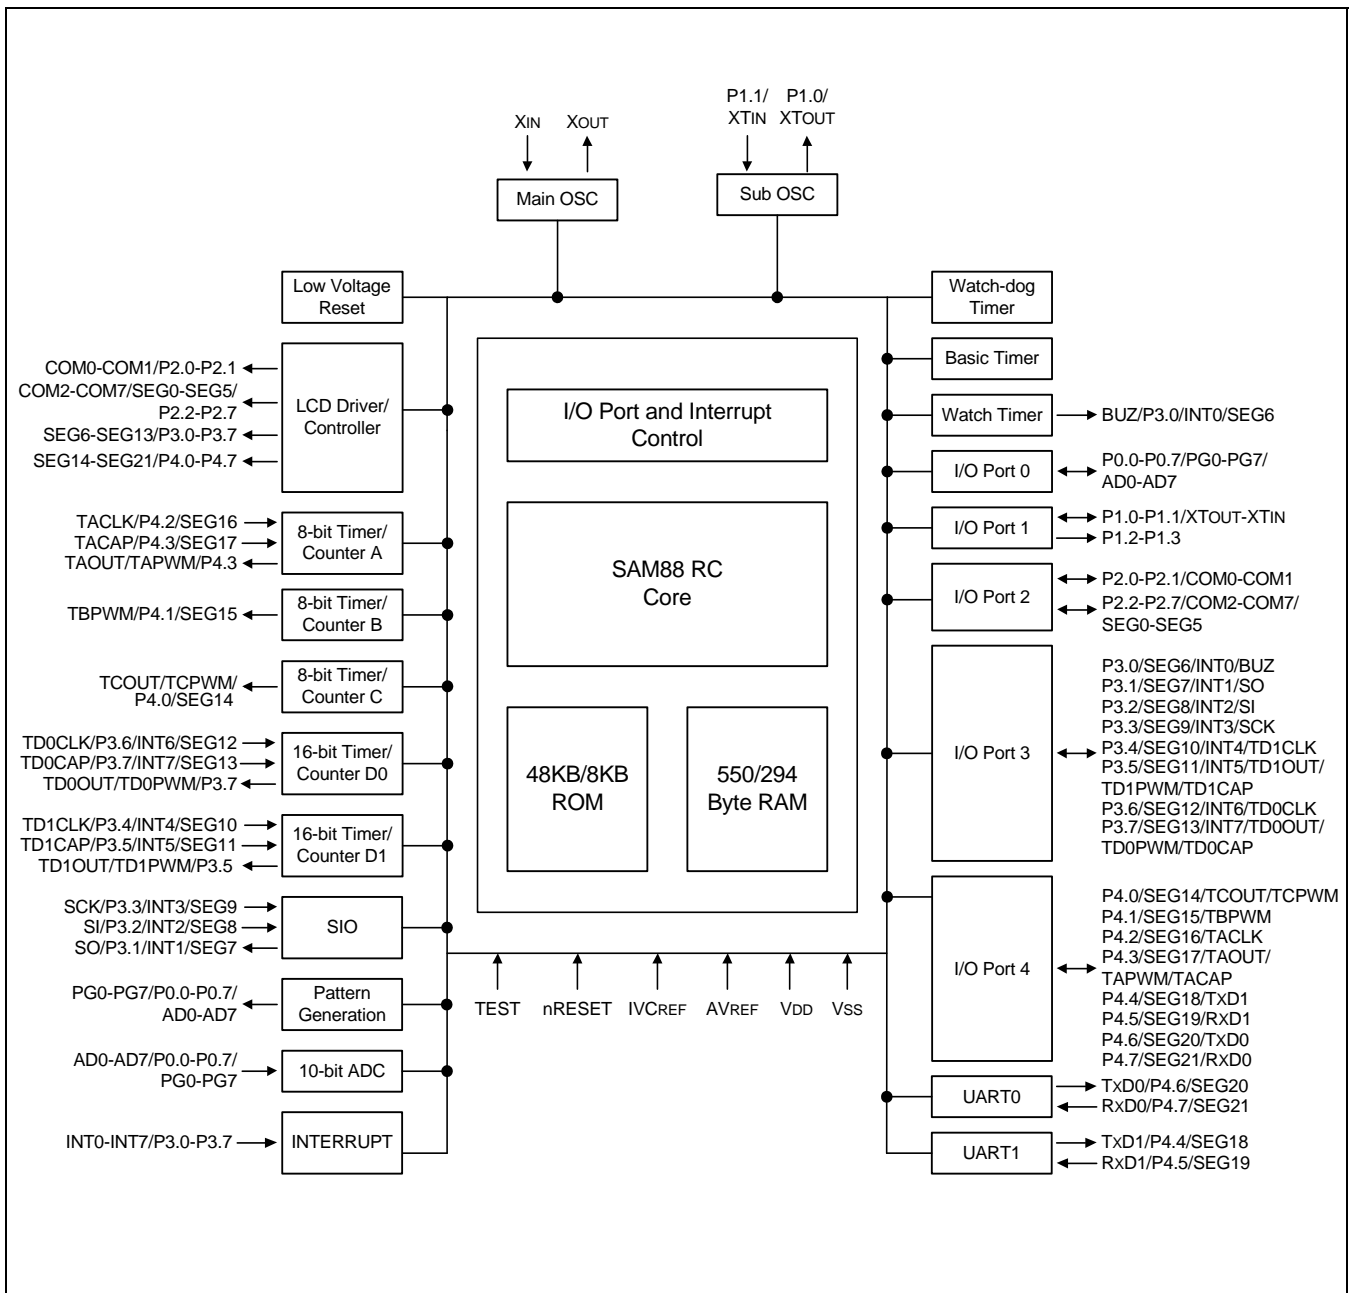 P1.1/ P1.0/
XTIN XTOUT
XIN XOUT
Main OSC
Sub OSC
Low Voltage
Reset
COM0-COM1/P2.0-P2.1
COM2-COM7/SEG0-SEG5/
P2.2-P2.7
SEG6-SEG13/P3.0-P3.7
SEG14-SEG21/P4.0-P4.7
LCD Driver/
Controller
TACLK/P4.2/SEG16
TACAP/P4.3/SEG17
TAOUT/TAPWM/P4.3
8-bit Timer/
Counter A
TBPWM/P4.1/SEG15
8-bit Timer/
Counter B
TCOUT/TCPWM/
P4.0/SEG14
8-bit Timer/
Counter C
TD0CLK/P3.6/INT6/SEG12
TD0CAP/P3.7/INT7/SEG13
TD0OUT/TD0PWM/P3.7
16-bit Timer/
Counter D0
TD1CLK/P3.4/INT4/SEG10
TD1CAP/P3.5/INT5/SEG11
TD1OUT/TD1PWM/P3.5
16-bit Timer/
Counter D1
SCK/P3.3/INT3/SEG9
SI/P3.2/INT2/SEG8
SO/P3.1/INT1/SEG7
SIO
PG0-PG7/P0.0-P0.7/
AD0-AD7
Pattern
Generation
AD0-AD7/P0.0-P0.7/
PG0-PG7
10-bit ADC
INT0-INT7/P3.0-P3.7
INTERRUPT
I/O Port and Interrupt
Control
SAM88 RC
Core
48KB/8KB
ROM
550/294
Byte RAM
TEST nRESET IVCREF AVREF VDD VSS
Watch-dog
Timer
Basic Timer
Watch Timer
BUZ/P3.0/INT0/SEG6
I/O Port 0
P0.0-P0.7/PG0-PG7/
AD0-AD7
I/O Port 1
P1.0-P1.1/XTOUT-XTIN
P1.2-P1.3
I/O Port 2
P2.0-P2.1/COM0-COM1
P2.2-P2.7/COM2-COM7/
SEG0-SEG5
I/O Port 3
P3.0/SEG6/INT0/BUZ
P3.1/SEG7/INT1/SO
P3.2/SEG8/INT2/SI
P3.3/SEG9/INT3/SCK
P3.4/SEG10/INT4/TD1CLK
P3.5/SEG11/INT5/TD1OUT/
TD1PWM/TD1CAP
P3.6/SEG12/INT6/TD0CLK
P3.7/SEG13/INT7/TD0OUT/
TD0PWM/TD0CAP
I/O Port 4
P4.0/SEG14/TCOUT/TCPWM
P4.1/SEG15/TBPWM
P4.2/SEG16/TACLK
P4.3/SEG17/TAOUT/
TAPWM/TACAP
P4.4/SEG18/TXD1
P4.5/SEG19/RXD1
P4.6/SEG20/TXD0
P4.7/SEG21/RXD0
UART0
TXD0/P4.6/SEG20
RXD0/P4.7/SEG21
UART1
TXD1/P4.4/SEG18
RXD1/P4.5/SEG19